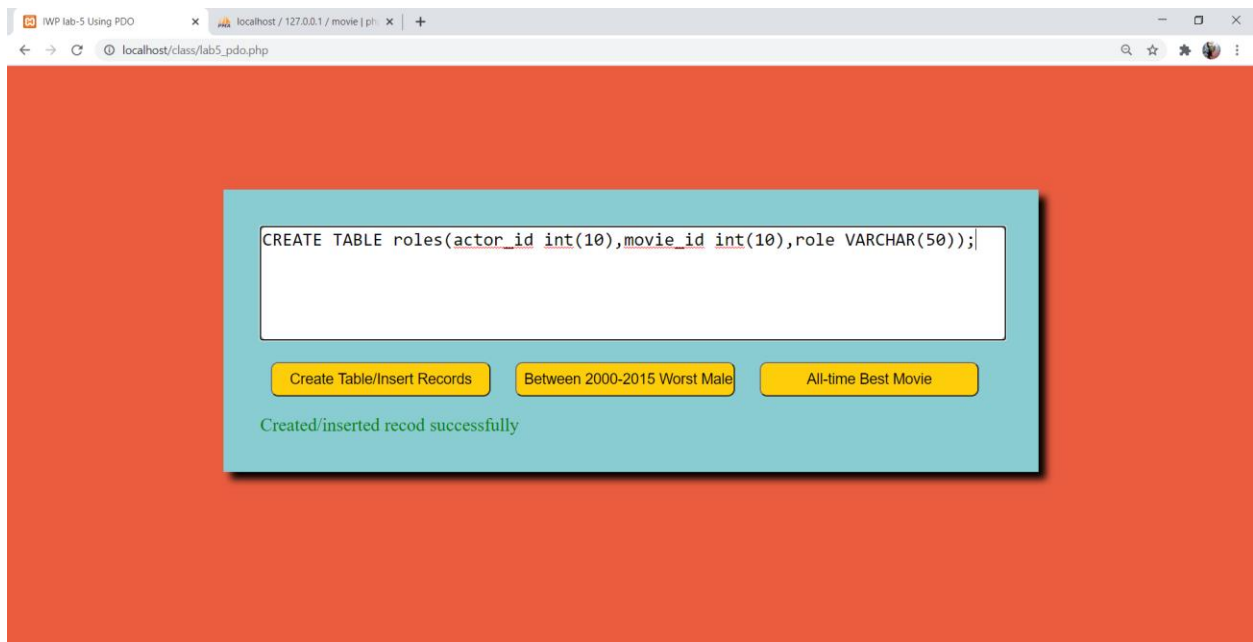 IWP lab-5 Using PDO
localhost / 127.0.0.1 / movie | ph
localhost/class/lab5_pdo.php
CREATE TABLE roles(actor_id int(10),movie_id int(10),role VARCHAR(50));
Create Table/Insert Records
Between 2000-2015 Worst Male
All-time Best Movie
Created/inserted recod successfully